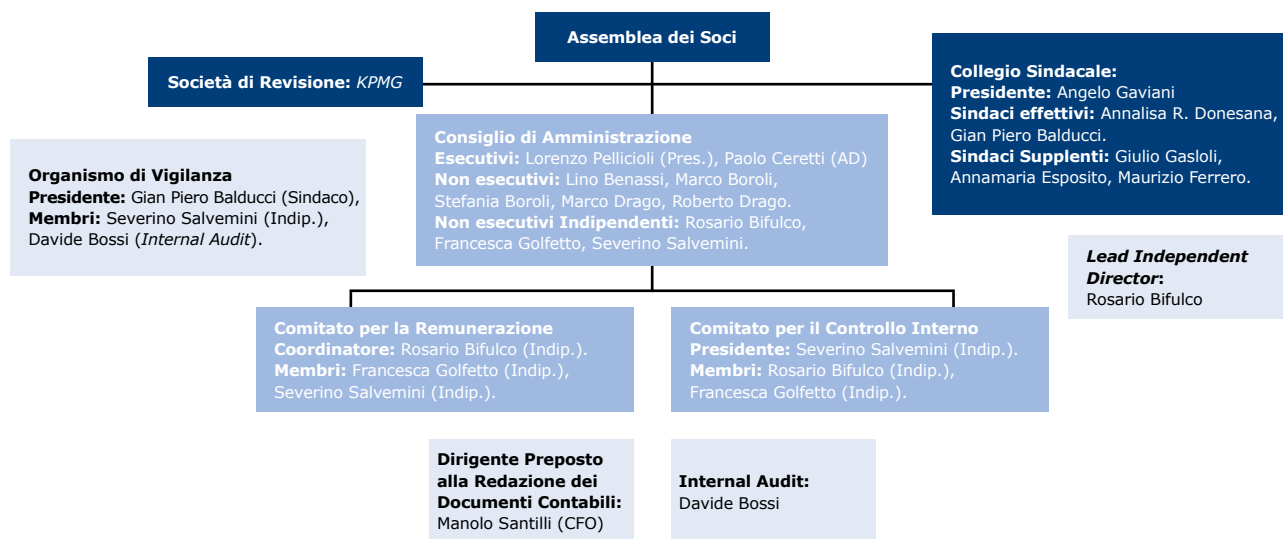 Assemblea dei Soci
Società di Revisione: KPMG
Collegio Sindacale:
Presidente: Angelo Gaviani
Sindaci effettivi: Annalisa R. Donesana,
Gian Piero Balducci.
Sindaci Supplenti: Giulio Gasloli,
Annamaria Esposito, Maurizio Ferrero.
Consiglio di Amministrazione
Esecutivi: Lorenzo Pellicioli (Pres.), Paolo Ceretti (AD)
Non esecutivi: Lino Benassi, Marco Boroli,
Stefania Boroli, Marco Drago, Roberto Drago.
Non esecutivi Indipendenti: Rosario Bifulco,
Francesca Golfetto, Severino Salvemini.
Organismo di Vigilanza
Presidente: Gian Piero Balducci (Sindaco),
Membri: Severino Salvemini (Indip.),
Davide Bossi (Internal Audit).
Lead Independent
Director:
Rosario Bifulco
Comitato per la Remunerazione
Coordinatore: Rosario Bifulco (Indip.).
Membri: Francesca Golfetto (Indip.),
Severino Salvemini (Indip.).
Comitato per il Controllo Interno
Presidente: Severino Salvemini (Indip.).
Membri: Rosario Bifulco (Indip.),
Francesca Golfetto (Indip.).
Dirigente Preposto
alla Redazione dei
Documenti Contabili:
Manolo Santilli (CFO)
Internal Audit:
Davide Bossi